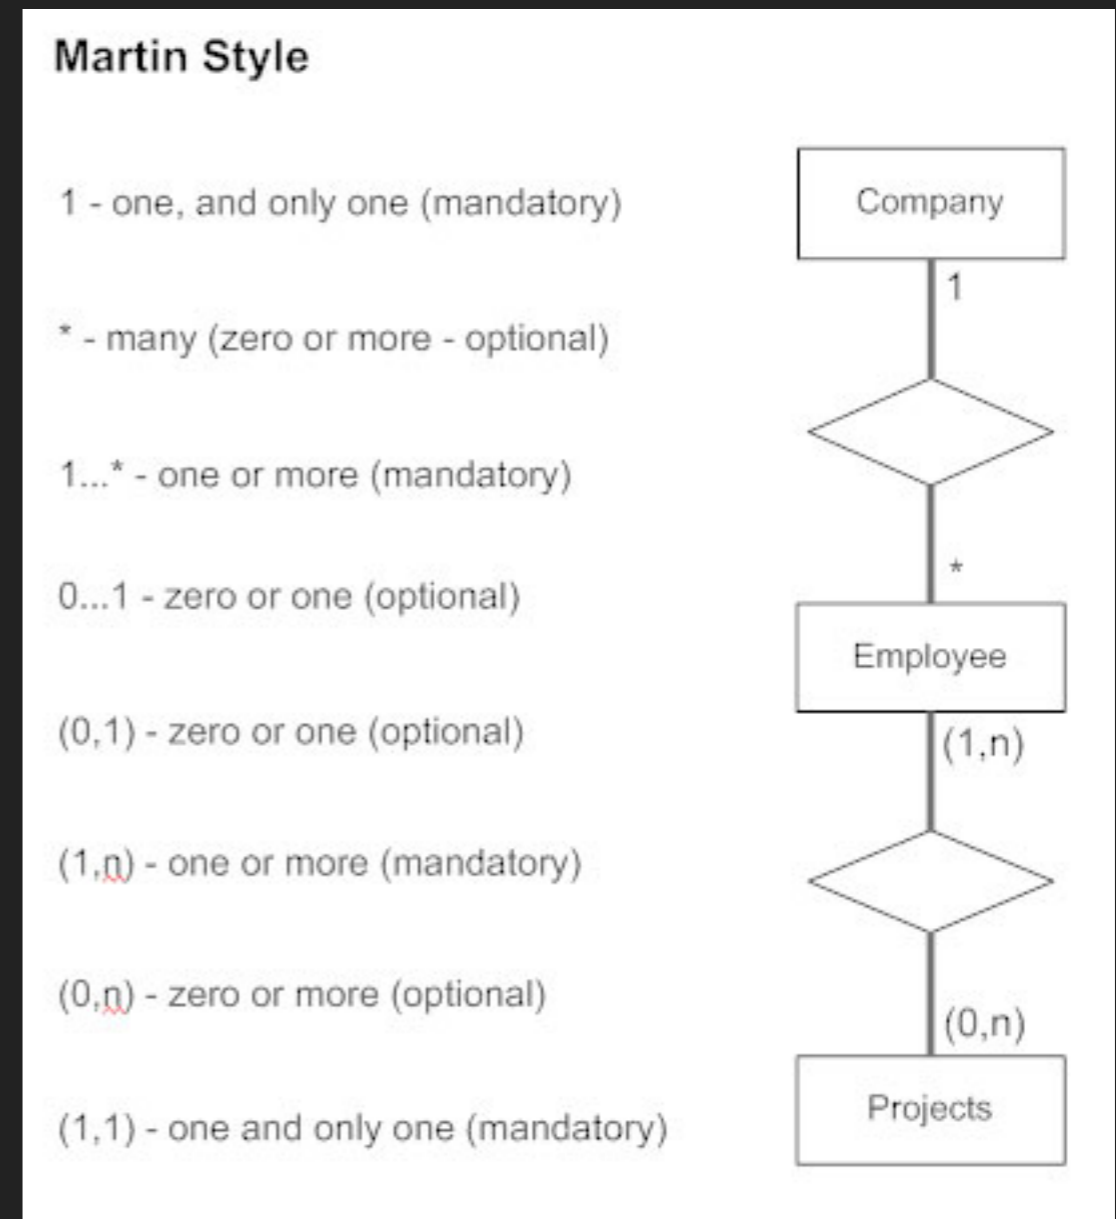 Martin Style
1 - one, and only one (mandatory)
* - many (zero or more - optional)
1...* - one or more (mandatory)
0...1 - zero or one (optional)
(0,1) - zero or one (optional)
(1,n) - one or more (mandatory)
(0,n) - zero or more (optional)
(1,1) - one and only one (mandatory)
Company
1
*
Employee
(1,n)
(0,n)
Projects